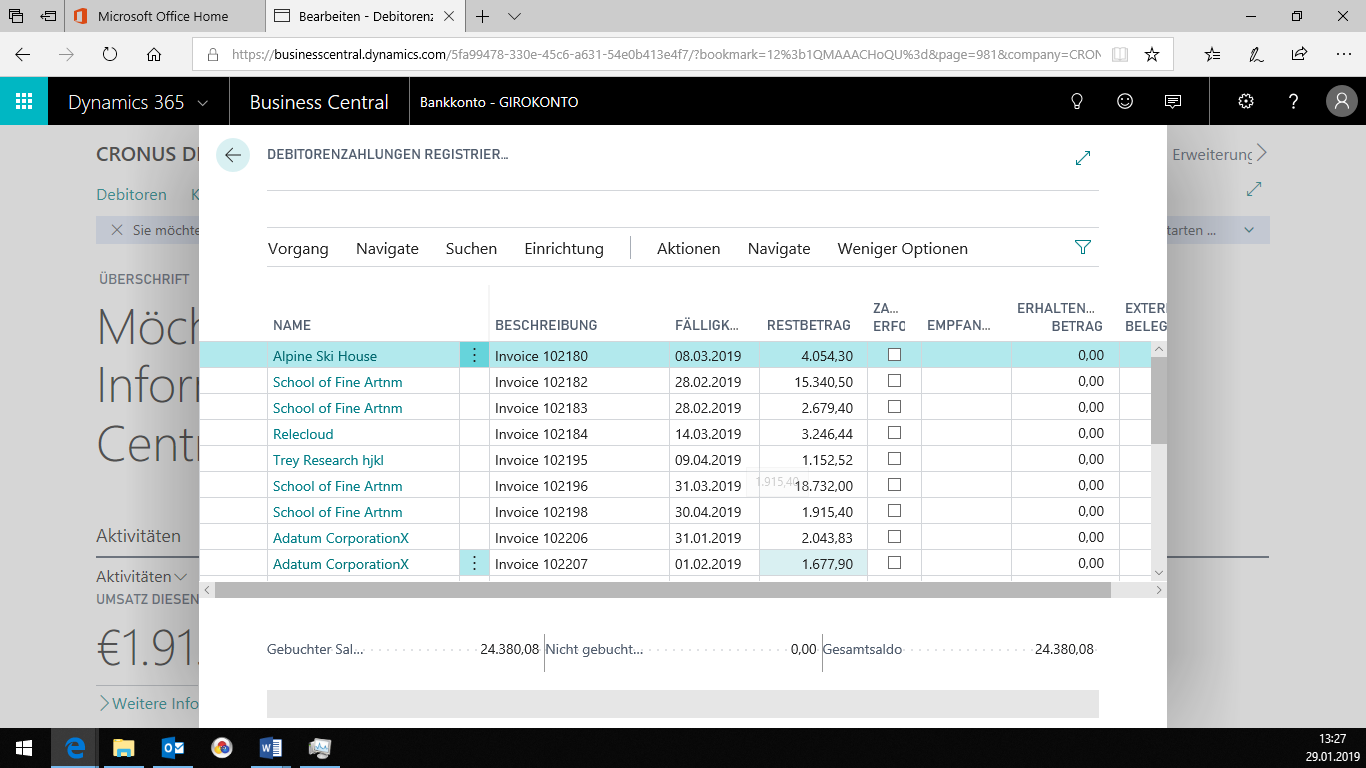 Microsoft Office Home
Bearbeiten - Debitorenz
https://businesscentral.dynamics.com/5fa99478-330e-45c6-a631-54e0b413e4f7/?bookmark=12%3b1QMAAACHoQU%3d&page=981&company=CRON
Dynamics 365
Business Central
Bankkonto - GIROKONTO
CRONUS DE
DEBITORENZAHLUNGEN REGISTRIER...
Erweiterung
Debitoren K
Sie möchte
tarten ...
Vorgang Navigate Suchen Einrichtung Aktionen Navigate Weniger Optionen
ÜBERSCHRIFT
Möch
Infor
Centr
NAME BESCHREIBUNG FÄLLIGK... RESTBETRAG ZA... ERFO EMPFAN... ERHALTEN... BETRAG EXTER BELEG
Alpine Ski House Invoice 102180 08.03.2019 4.054,30 0,00
School of Fine Artnm Invoice 102182 28.02.2019 15.340,50 0,00
School of Fine Artnm Invoice 102183 28.02.2019 2.679,40 0,00
Relecloud Invoice 102184 14.03.2019 3.246,44 0,00
Trey Research hjkl Invoice 102195 09.04.2019 1.152,52 0,00
1.915,40
School of Fine Artnm Invoice 102196 31.03.2019 18.732,00 0,00
School of Fine Artnm Invoice 102198 30.04.2019 1.915,40 0,00
Adatum CorporationX Invoice 102206 31.01.2019 2.043,83 0,00
Adatum CorporationX Invoice 102207 01.02.2019 1.677,90 0,00
Aktivitäten
Aktivitäten
UMSATZ DIESEN
€1.91
Weitere Info
Gebuchter Sal... 24.380,08 Nicht gebucht... 0,00 Gesamtsaldo 24.380,08
13:27
29.01.2019